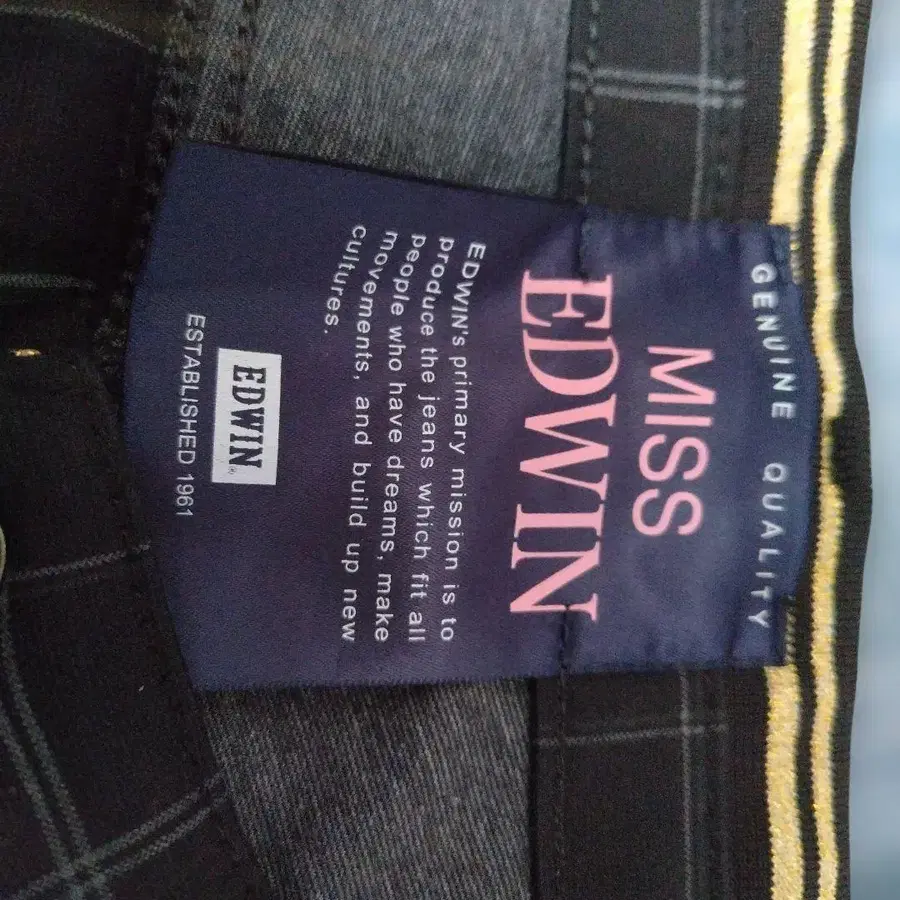 GENUINE QUALITY
MISS
EDWIN
EDWIN's primary mission is to
produce the jeans which fit all
people who have dreams, make
movements, and build up new
cultures.
EDWIN
ESTABLISHED 1961